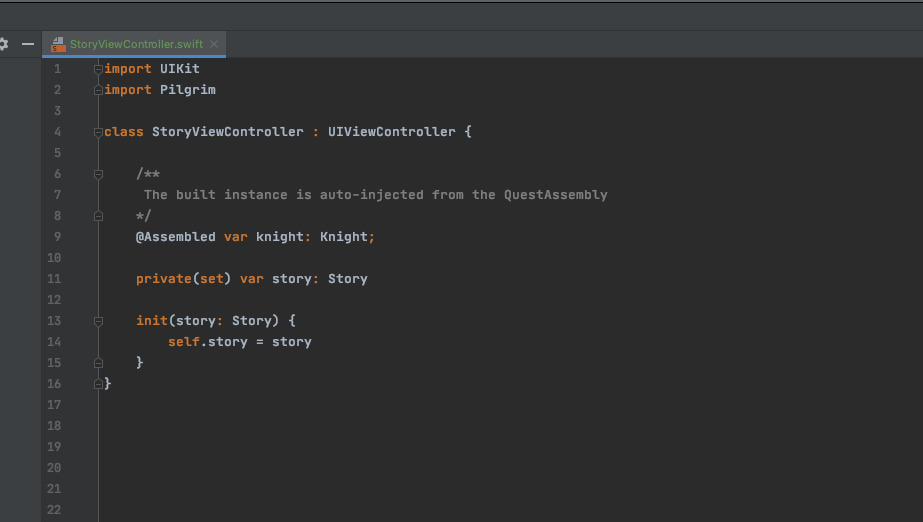 StoryViewController.swift
1 import UIKit
2 import Pilgrim
3
4 class StoryViewController : UIViewController {
5
6     /**
7      The built instance is auto-injected from the QuestAssembly
8     */
9     @Assembled var knight: Knight;
10
11     private(set) var story: Story
12
13     init(story: Story) {
14         self.story = story
15     }
16 }
17
18
19
20
21
22